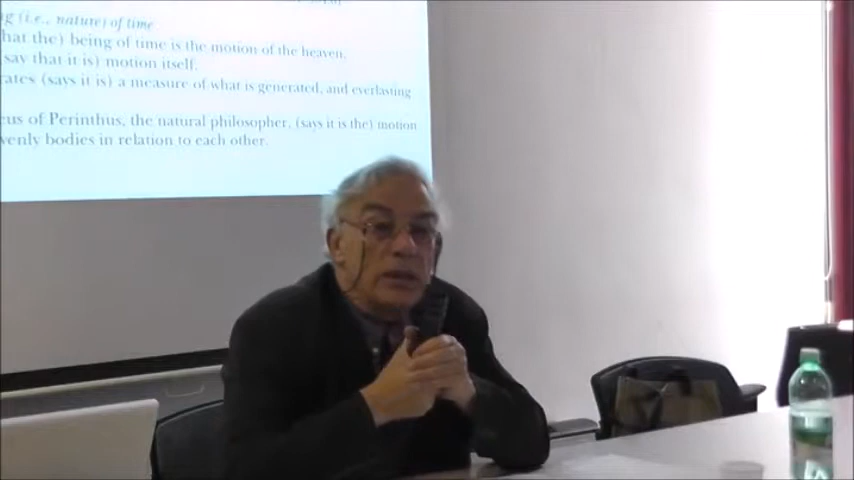 g (i.e., nature) of time
hat the) being of time is the motion of the heaven.
say that it is) motion itself.
rates (says it is) a measure of what is generated, and everlasting
eus of Perinthus, the natural philosopher, (says it is the) motion
venly bodies in relation to each other.